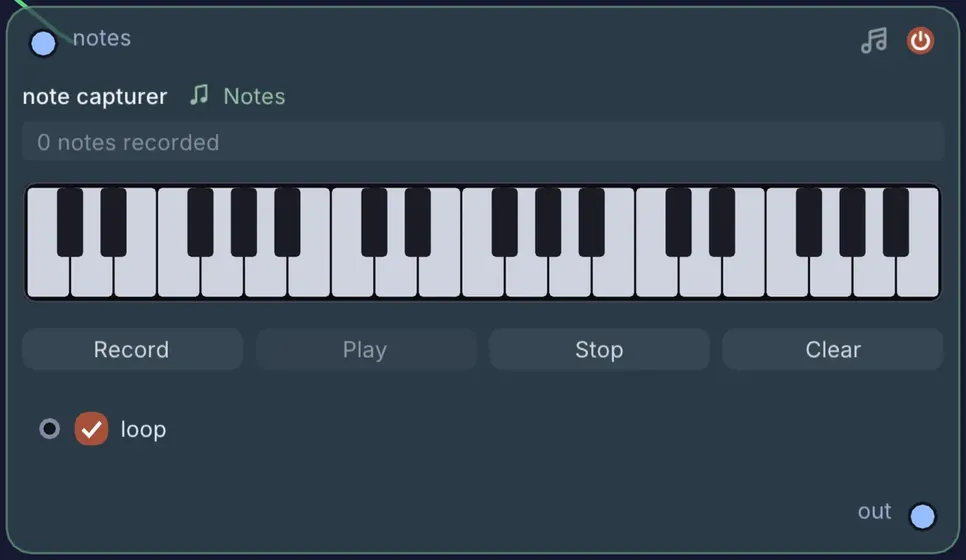 notes
note capturer Notes
0 notes recorded
Record Play Stop Clear
loop
out